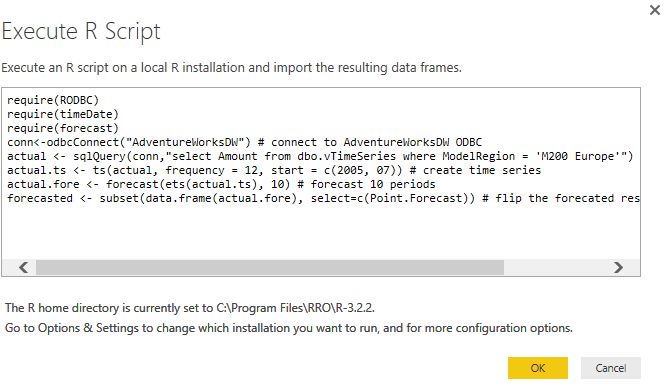 Execute R Script
Execute an R script on a local R installation and import the resulting data frames.
require(RODBC)
require(timeDate)
require(forecast)
conn<-odbcConnect("AdventureWorksDW") # connect to AdventureWorksDW ODBC
actual <- sqlQuery(conn,"select Amount from dbo.vTimeSeries where ModelRegion = 'M200 Europe'")
actual.ts <- ts(actual, frequency = 12, start = c(2005, 07)) # create time series
actual.fore <- forecast(ets(actual.ts), 10) # forecast 10 periods
forecasted <- subset(data.frame(actual.fore), select=c(Point.Forecast)) # flip the forecated res
The R home directory is currently set to C:\Program Files\RRO\R-3.2.2.
Go to Options & Settings to change which installation you want to run, and for more configuration options.
OK
Cancel